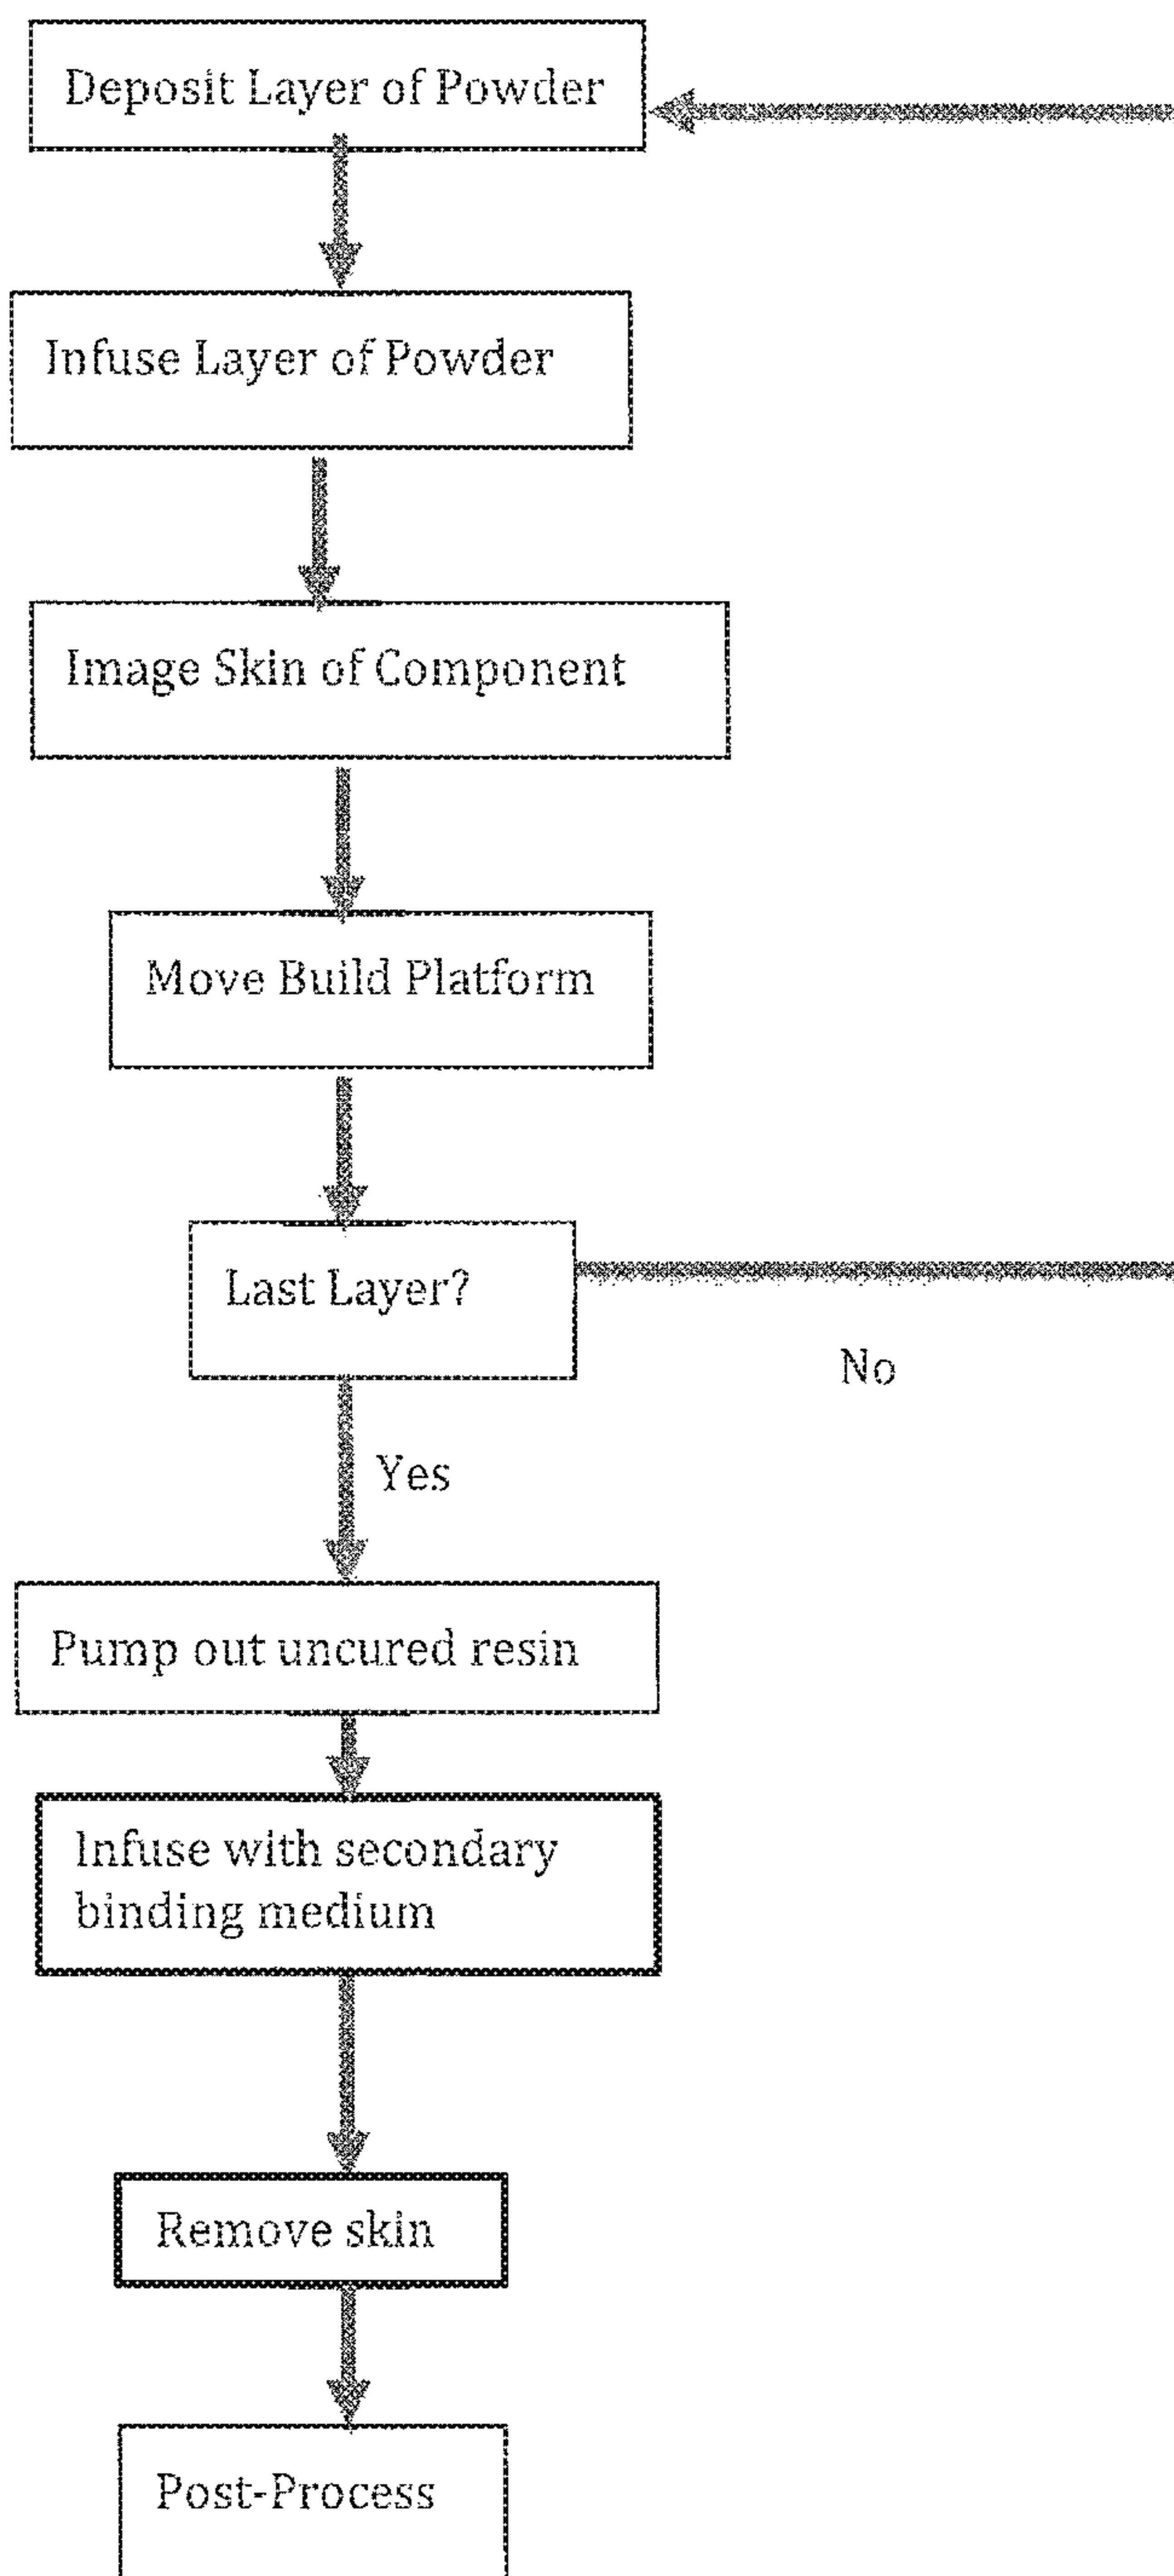 Deposit Layer of Powder
Infuse Layer of Powder
Image Skin of Component
Move Build Platform
Last Layer?
No
Yes
Pump out uncured resin
Infuse with secondary
binding medium
Remove skin
Post-Process